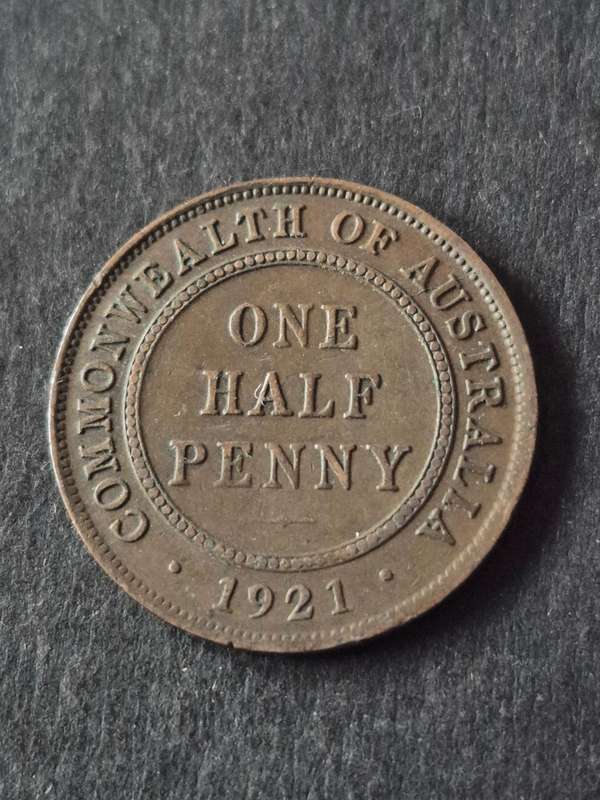 COMMONWEALTH OF AUSTRALIA
ONE
HALF
PENNY
· 1921 ·